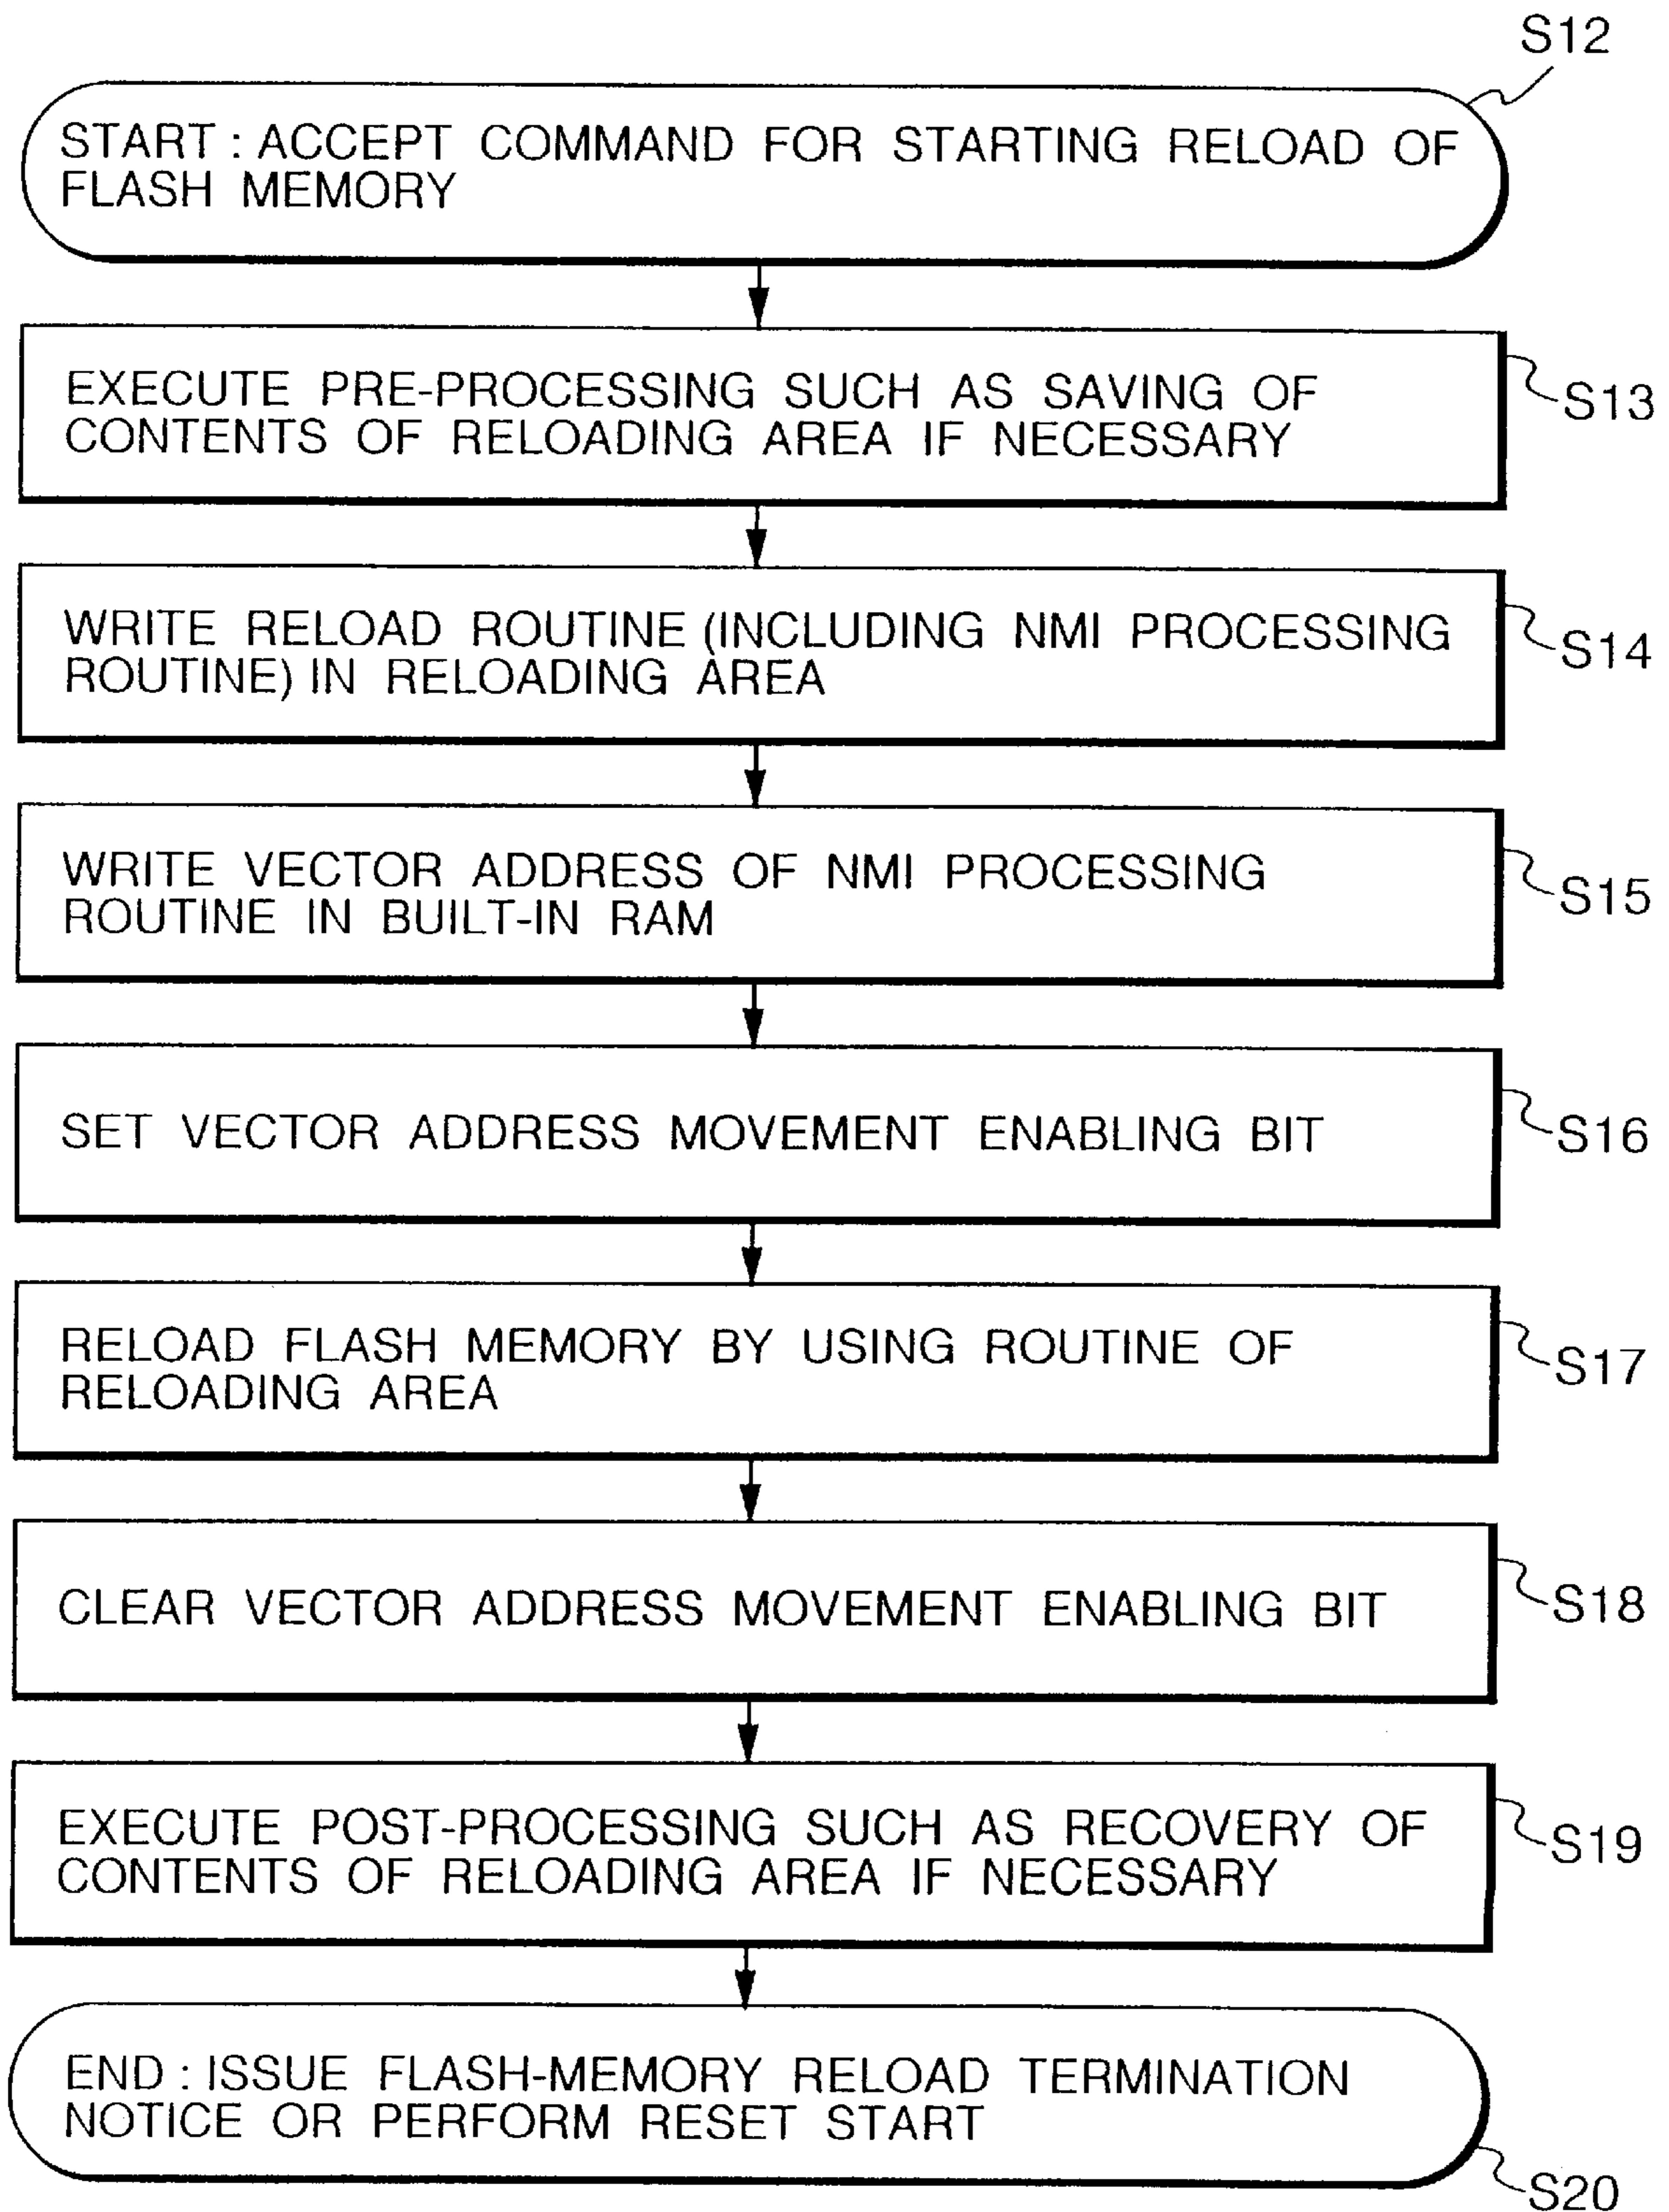 S12
START : ACCEPT COMMAND FOR STARTING RELOAD OF
FLASH MEMORY
EXECUTE PRE-PROCESSING SUCH AS SAVING OF
CONTENTS OF RELOADING AREA IF NECESSARY
S13
WRITE RELOAD ROUTINE (INCLUDING NMI PROCESSING
ROUTINE) IN RELOADING AREA
S14
WRITE VECTOR ADDRESS OF NMI PROCESSING
ROUTINE IN BUILT-IN RAM
S15
SET VECTOR ADDRESS MOVEMENT ENABLING BIT
S16
RELOAD FLASH MEMORY BY USING ROUTINE OF
RELOADING AREA
S17
CLEAR VECTOR ADDRESS MOVEMENT ENABLING BIT
S18
EXECUTE POST-PROCESSING SUCH AS RECOVERY OF
CONTENTS OF RELOADING AREA IF NECESSARY
S19
END : ISSUE FLASH-MEMORY RELOAD TERMINATION
NOTICE OR PERFORM RESET START
S20